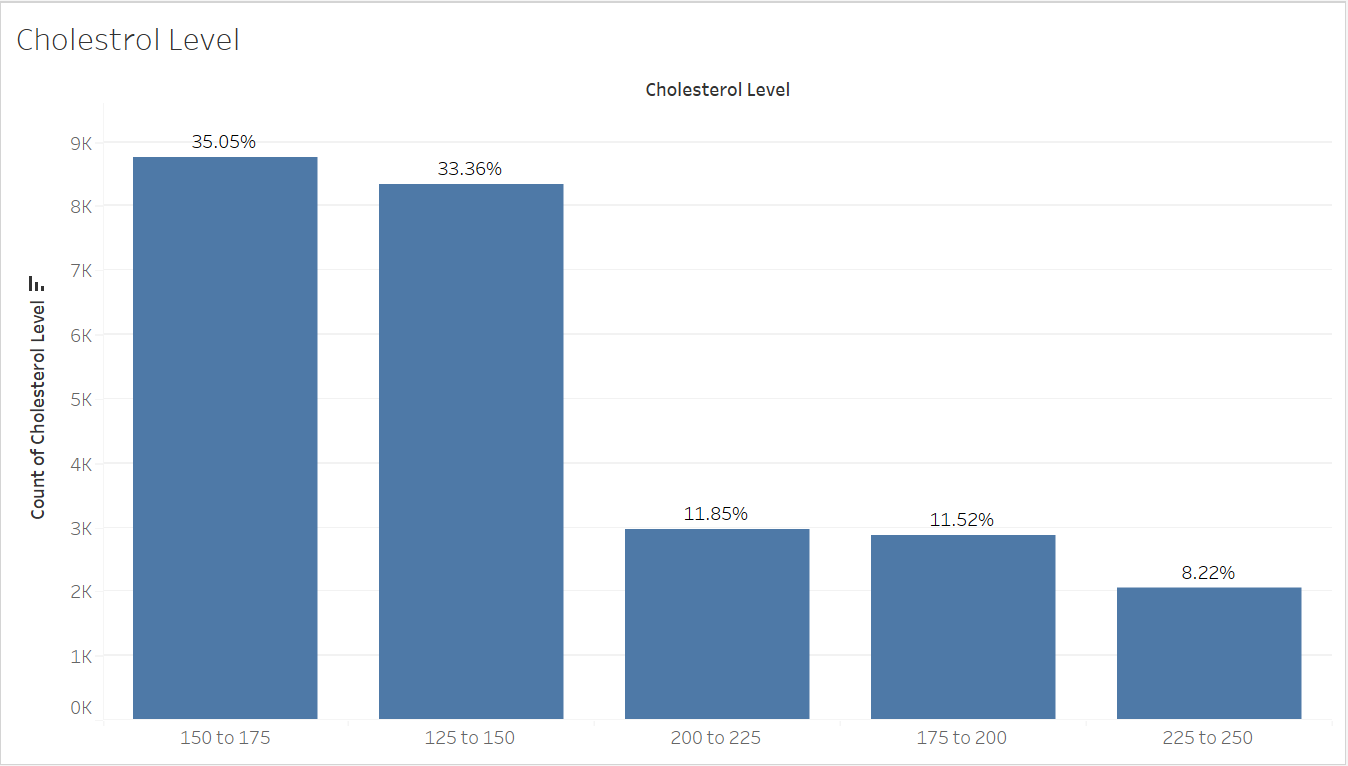 Cholestrol Level
Cholesterol Level
Count of Cholesterol Level
9K
8K
7K
6K
5K
4K
3K
2K
1K
0K
35.05%
33.36%
11.85%
11.52%
8.22%
150 to 175
125 to 150
200 to 225
175 to 200
225 to 250